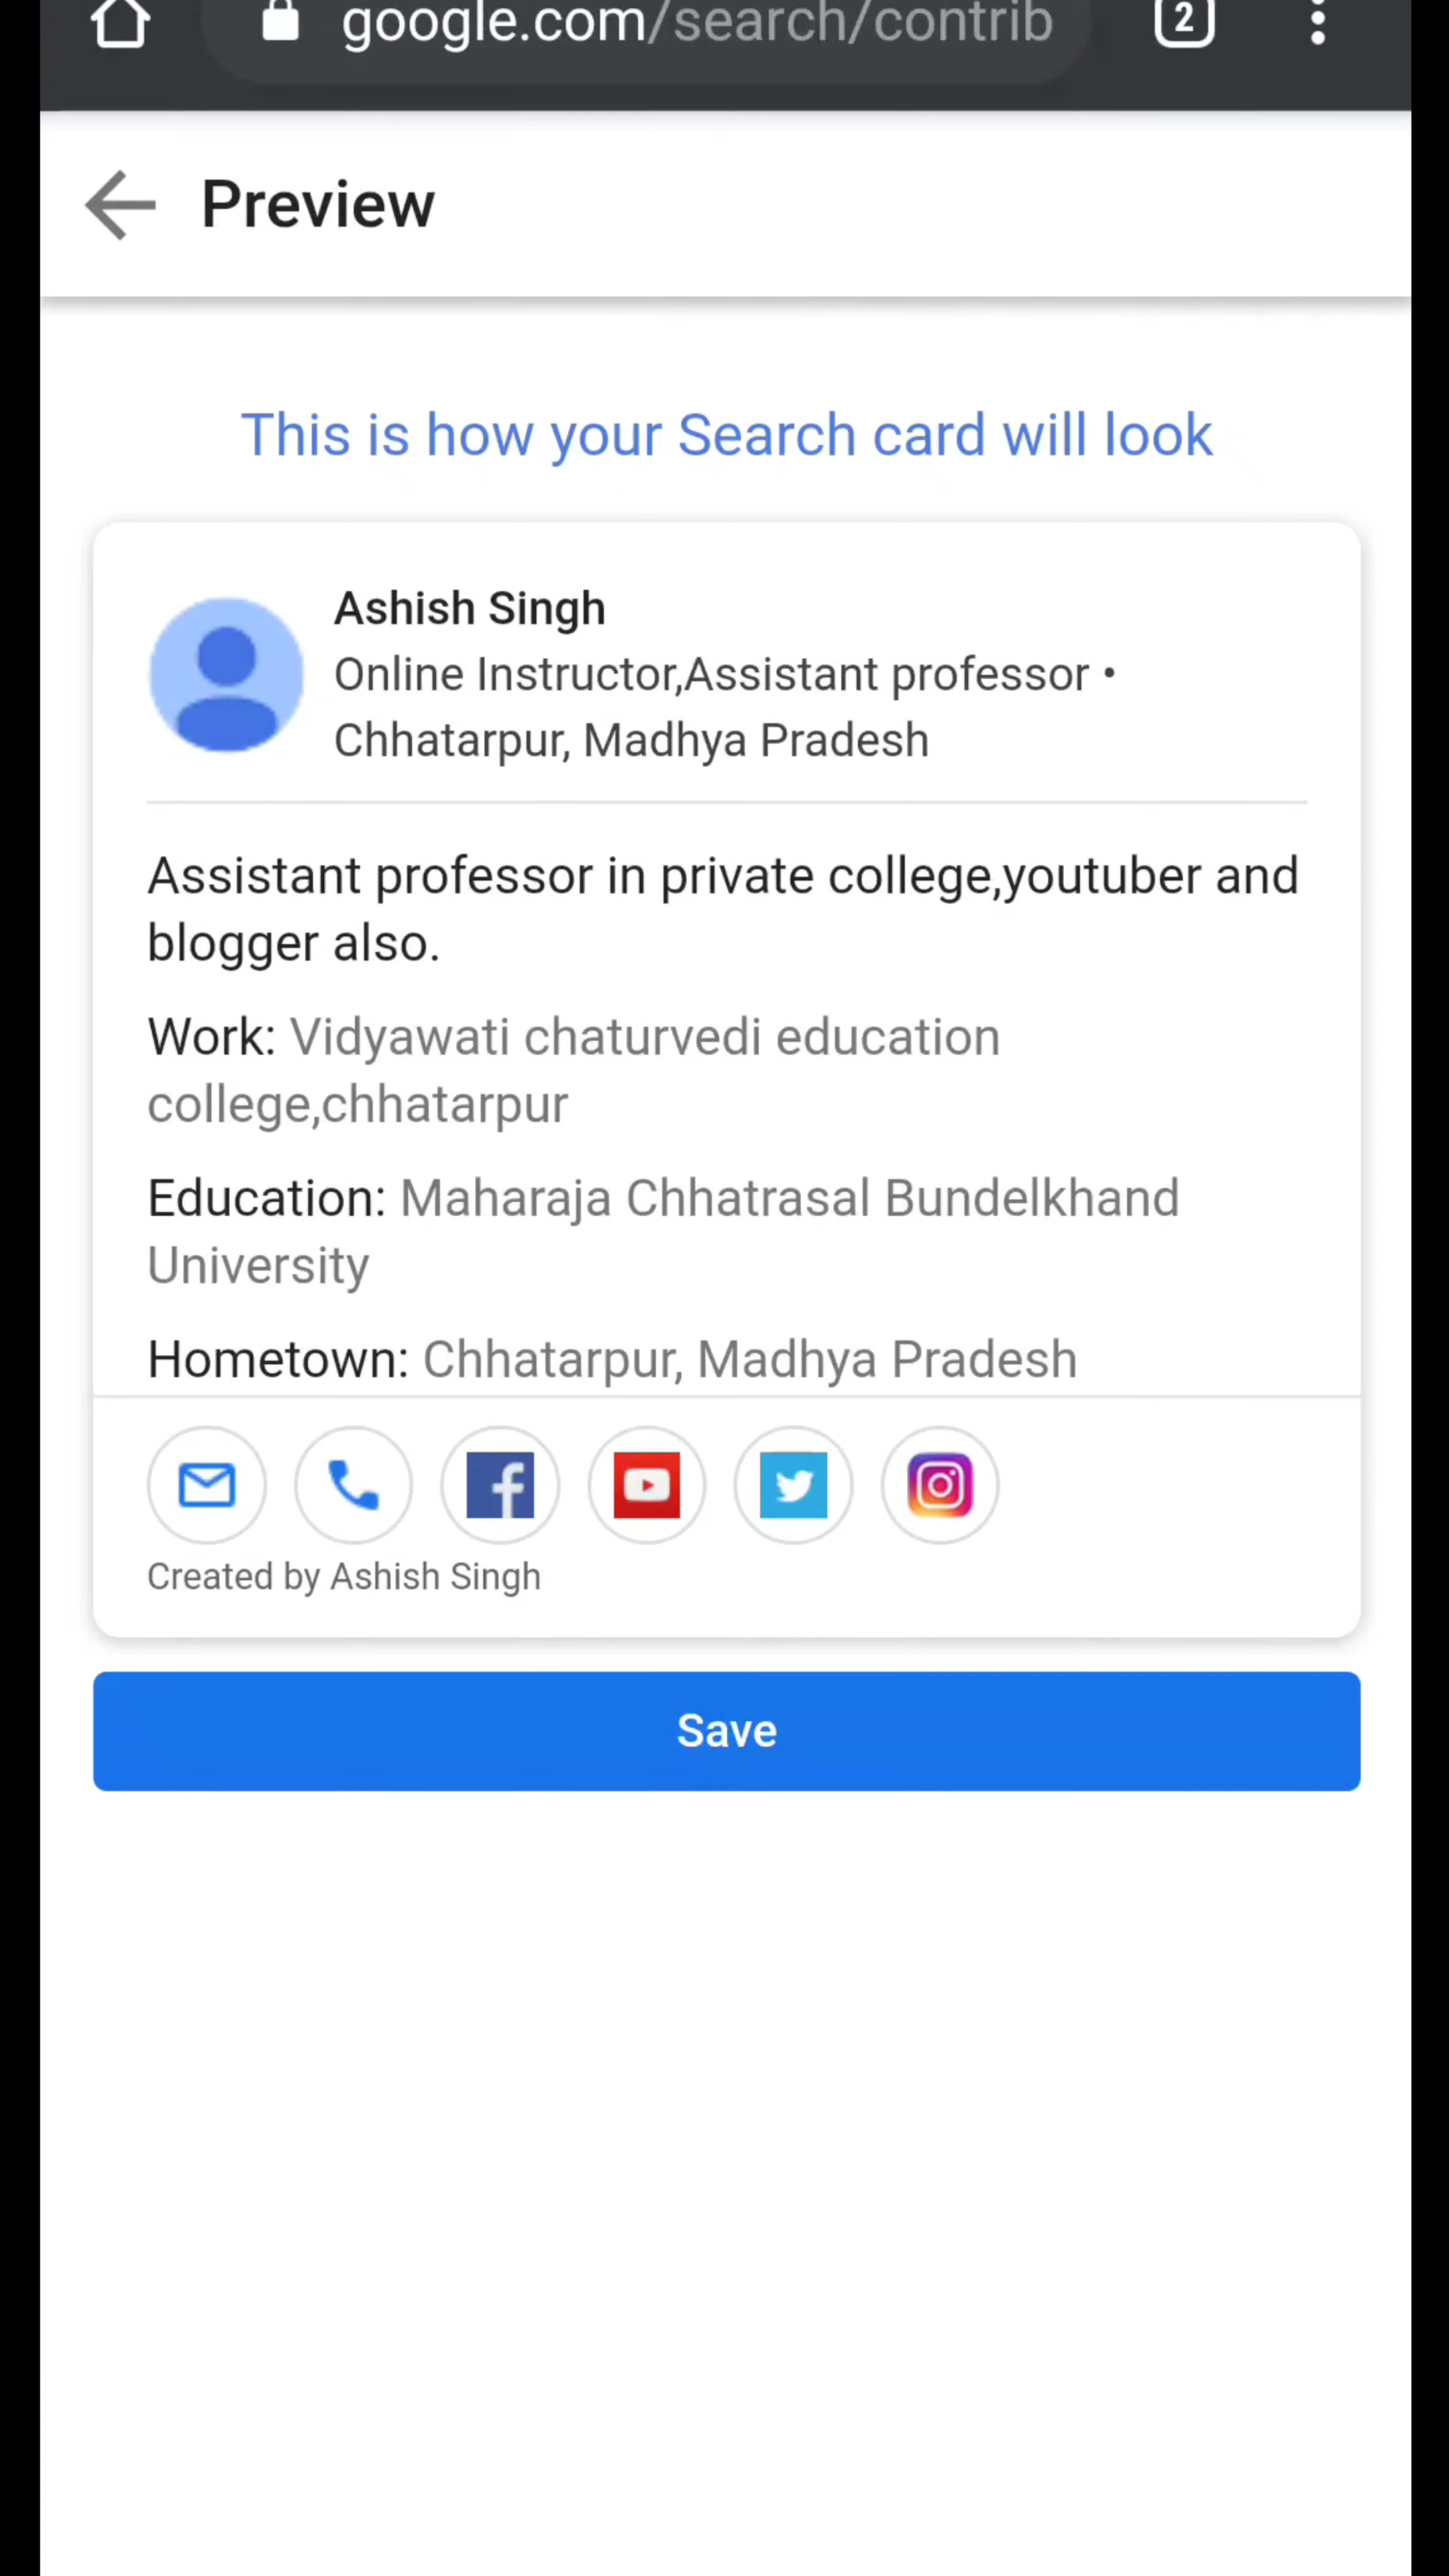 google.com/search/contrib
2
Preview
This is how your Search card will look
Ashish Singh
Online Instructor,Assistant professor •
Chhatarpur, Madhya Pradesh
Assistant professor in private college,youtuber and
blogger also.
Work: Vidyawati chaturvedi education
college,chhatarpur
Education: Maharaja Chhatrasal Bundelkhand
University
Hometown: Chhatarpur, Madhya Pradesh
Created by Ashish Singh
Save